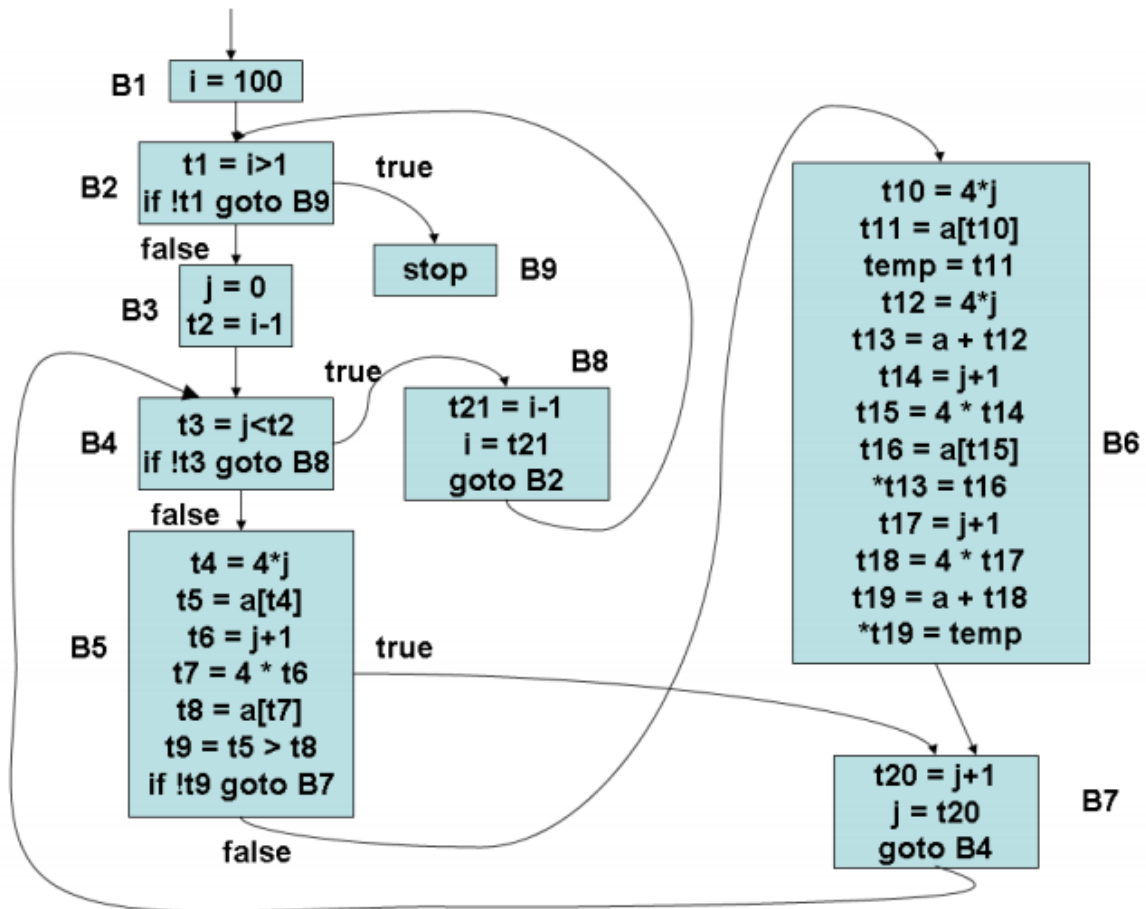 B1
i = 100
B2
t1 = i>1
if !t1 goto B9
true
false
stop
B9
B3
j = 0
t2 = i-1
B4
t3 = j<t2
if !t3 goto B8
true
false
B8
t21 = i-1
i = t21
goto B2
B5
t4 = 4*j
t5 = a[t4]
t6 = j+1
t7 = 4 * t6
t8 = a[t7]
t9 = t5 > t8
if !t9 goto B7
true
false
t10 = 4*j
t11 = a[t10]
temp = t11
t12 = 4*j
t13 = a + t12
t14 = j+1
t15 = 4 * t14
t16 = a[t15]
*t13 = t16
t17 = j+1
t18 = 4 * t17
t19 = a + t18
*t19 = temp
B6
t20 = j+1
j = t20
goto B4
B7